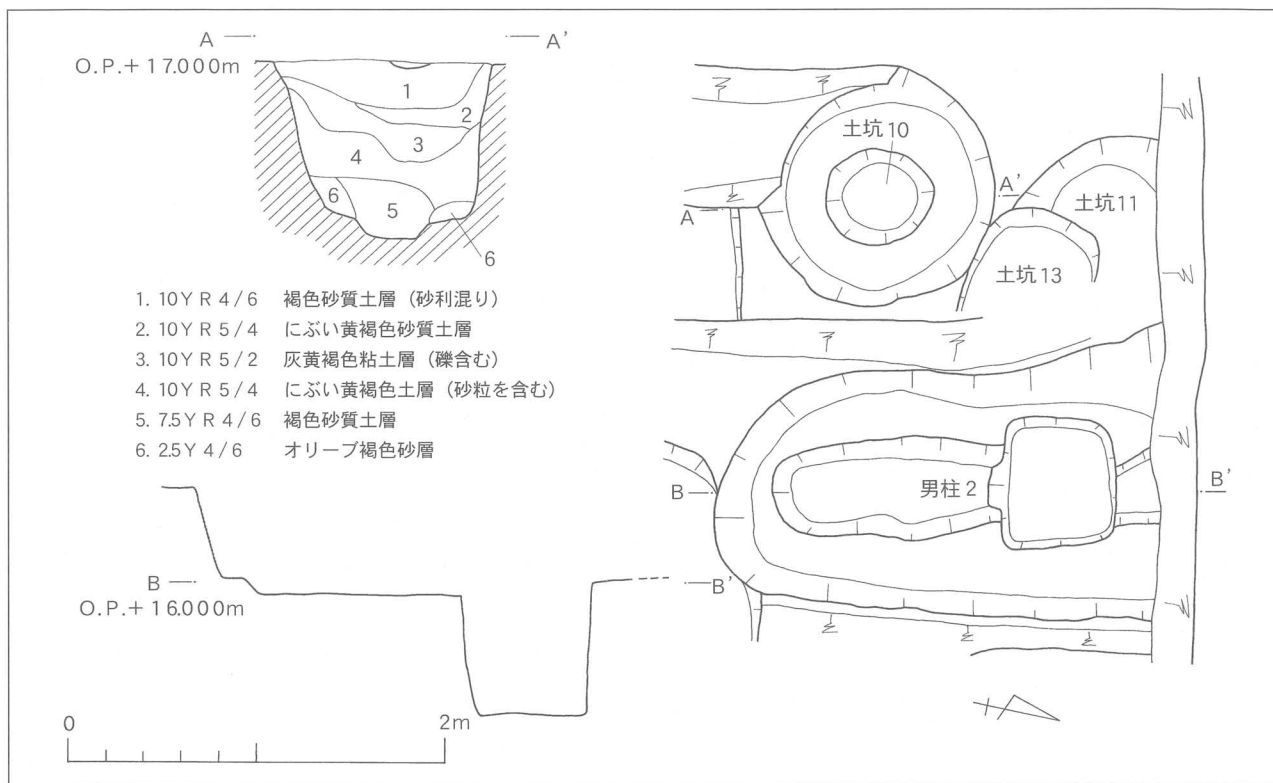 A A'
O.P.+17.000m
1
2
3
4
6
5
6
1. 10YR4/6 褐色砂質土層（砂利混り）
2. 10YR5/4 にぶい黄褐色砂質土層
3. 10YR5/2 灰黄褐色粘土層（礫含む）
4. 10YR5/4 にぶい黄褐色土層（砂粒を含む）
5. 7.5YR4/6 褐色砂質土層
6. 2.5Y4/6 オリーブ褐色砂層
B B'
O.P.+16.000m
0 2m
土坑10
A A'
土坑11
土坑13
B 男柱2 B'